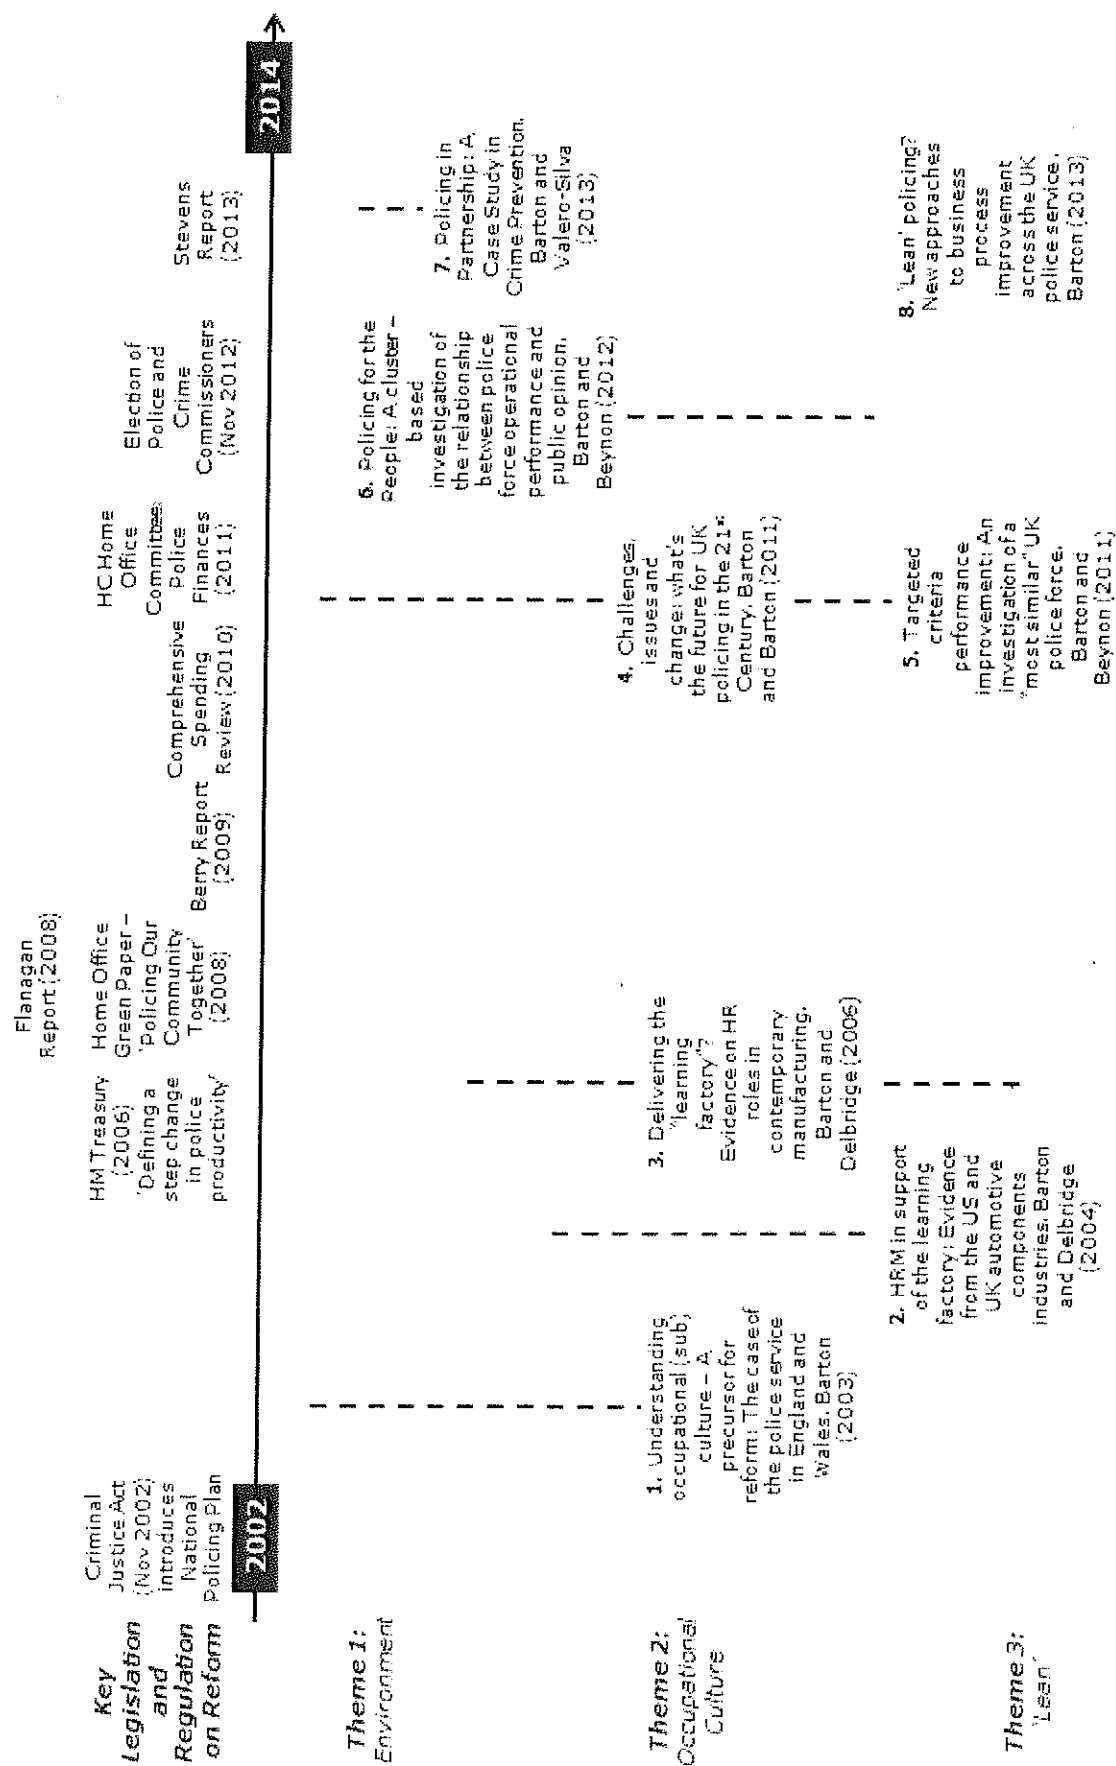 Key
Legislation
and
Regulation
on Reform
Criminal
Justice Act
(Nov 2002)
introduces
National
Policing Plan
HM Treasury
(2006)
'Defining a
step change
in police
productivity'
Flanagan
Report (2008)
Home Office
Green Paper –
'Policing Our
Community
Together'
(2008)
Berry Report
(2009)
Comprehensive
Spending
Review (2010)
HC Home
Office
Committee:
Police
Finances
(2011)
Election of
Police and
Crime
Commissioners
(Nov 2012)
Stevens
Report
(2013)
2002
2014
Theme 1:
Environment
6. Policing for the
People: A cluster –
based
investigation of
the relationship
between police
force operational
performance and
public opinion.
Barton and
Beynon (2012)
7. Policing in
Partnership: A
Case Study in
Crime Prevention.
Barton and
Valero-Silva
(2013)
Theme 2:
Occupational
Culture
1. Understanding
occupational (sub)
culture – A
precursor for
reform: The case of
the police service
in England and
Wales. Barton
(2003)
3. Delivering the
"learning
factory"?
Evidence on HR
roles in
contemporary
manufacturing.
Barton and
Delbridge (2006)
4. Challenges,
issues and
change: what's
the future for UK
policing in the 21st
Century. Barton
and Barton (2011)
Theme 3:
'Lean'
2. HRM in support
of the learning
factory: Evidence
from the US and
UK automotive
components
industries. Barton
and Delbridge
(2004)
5. Targeted
criteria
performance
improvement: An
investigation of a
"most similar" UK
police force.
Barton and
Beynon (2011)
8. 'Lean' policing?
New approaches
to business
process
improvement
across the UK
police service.
Barton (2013)